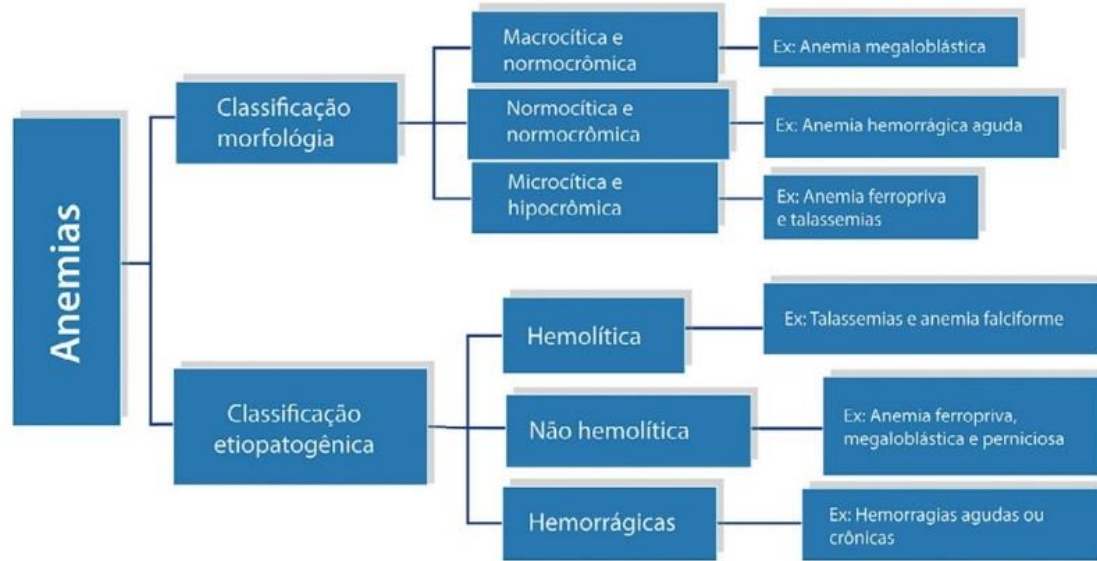 Anemias
Classificação
morfológia
Macrocítica e
normocrômica
Ex: Anemia megaloblástica
Normocítica e
normocrômica
Ex: Anemia hemorrágica aguda
Microcítica e
hipocrômica
Ex: Anemia ferropriva
e talassemias
Classificação
etiopatogênica
Hemolítica
Ex: Talassemias e anemia falciforme
Não hemolítica
Ex: Anemia ferropriva,
megaloblástica e perniciosa
Hemorrágicas
Ex: Hemorragias agudas ou
crônicas